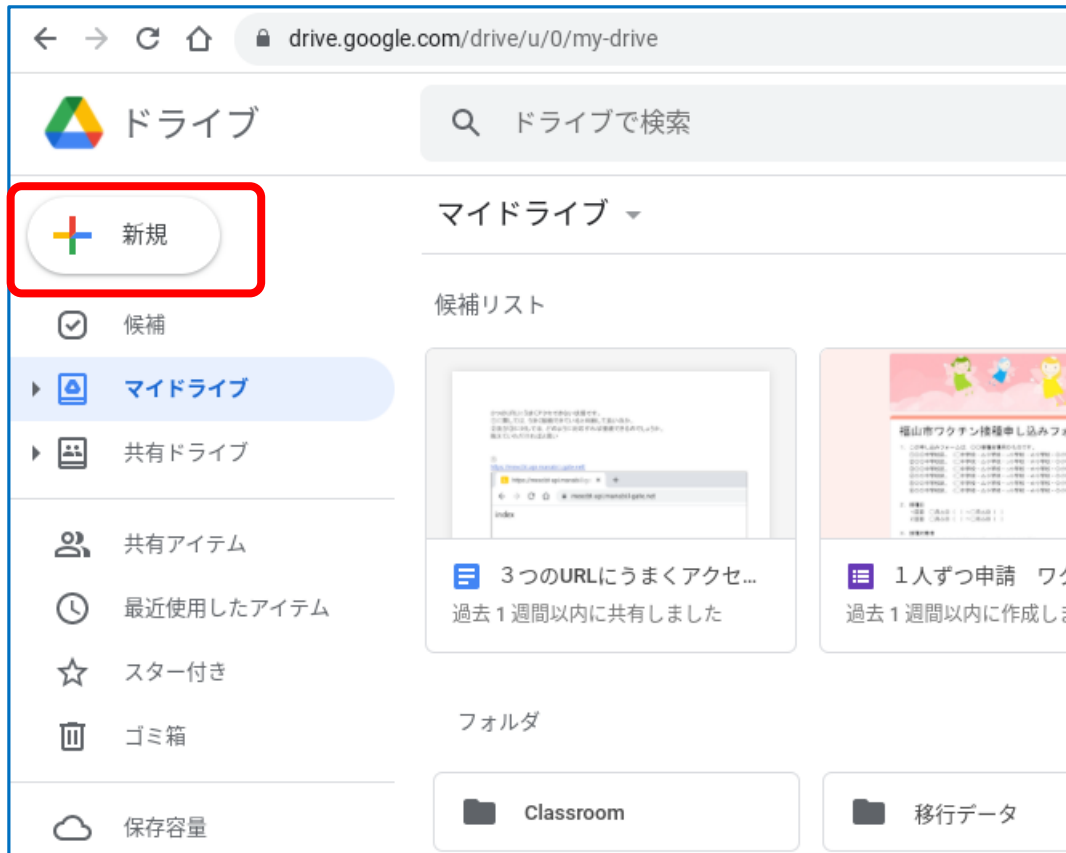 drive.google.com/drive/u/0/my-drive
ドライブ
ドライブで検索
新規
マイドライブ
候補リスト
候補
マイドライブ
共有ドライブ
共有アイテム
最近使用したアイテム
スター付き
ゴミ箱
保存容量
index
３つのURLにうまくアクセ...
過去 1 週間以内に共有しました
福山市ワクチン接種申し込みフォ
１人ずつ申請　ワク
過去 1 週間以内に作成しま
フォルダ
Classroom
移行データ